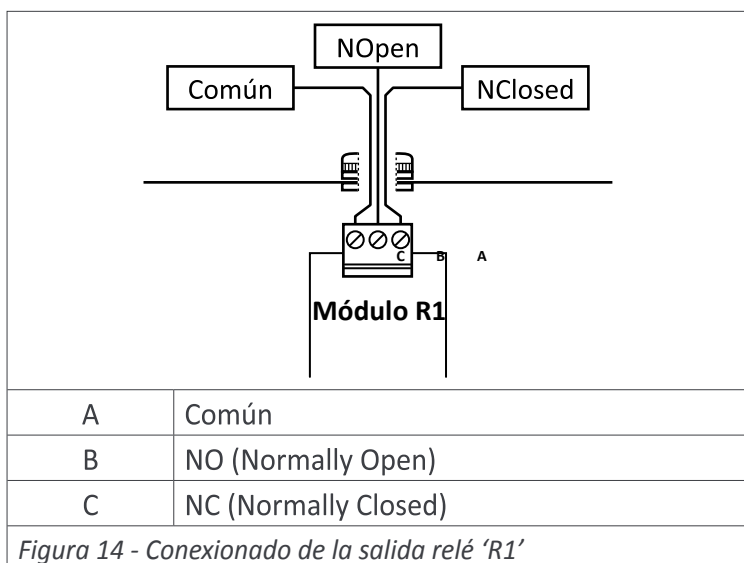 NOpen
Común
NClosed
C B A
Módulo R1
A Común
B NO (Normally Open)
C NC (Normally Closed)
Figura 14 - Conexionado de la salida relé ‘R1’